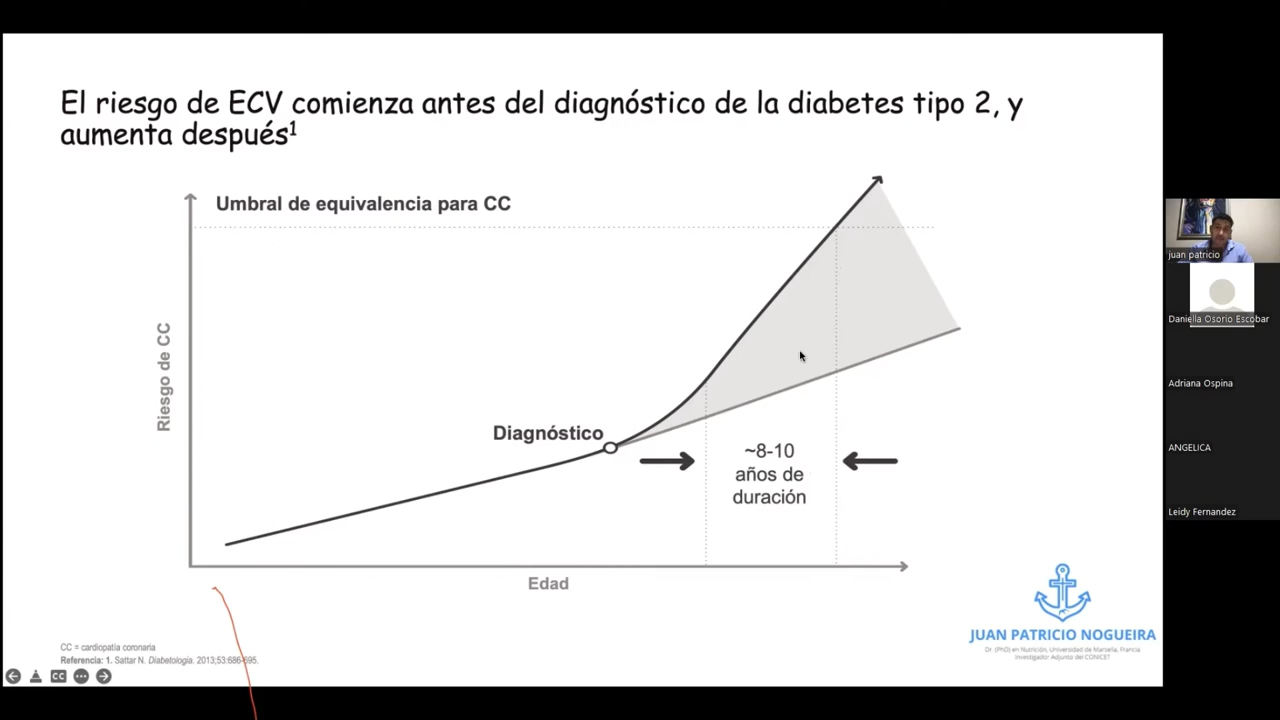 El riesgo de ECV comienza antes del diagnóstico de la diabetes tipo 2, y
aumenta después1
Umbral de equivalencia para CC
Riesgo de CC
Diagnóstico
~8-10
años de
duración
Edad
CC = cardiopatía coronaria
Referencia: 1. Sattar N. Diabetologia. 2013;53:686-695.
CC
JUAN PATRICIO NOGUEIRA
Dr. (PhD) en Nutrición, Universidad de Marsella, Francia
Investigador Adjunto del CONICET
juan patricio
Daniella Osorio Escobar
Adriana Ospina
ANGELICA
Leidy Fernandez